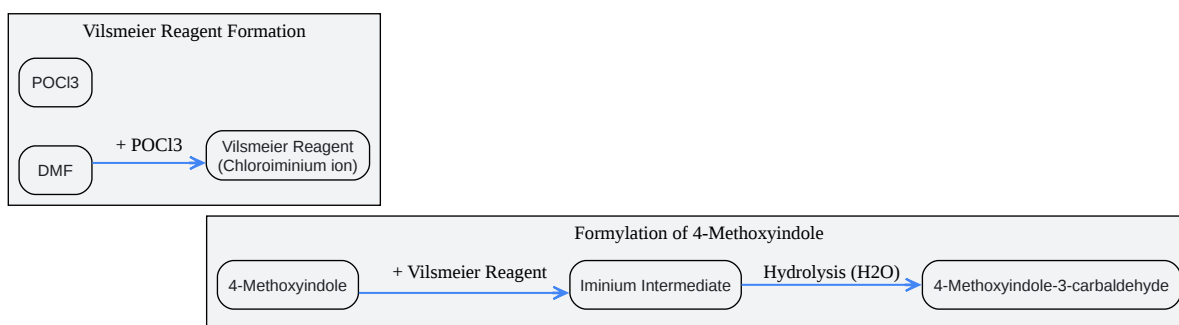 Vilsmeier Reagent Formation
POCl3
DMF
+ POCl3
Vilsmeier Reagent
(Chloroiminium ion)
Formylation of 4-Methoxyindole
4-Methoxyindole
+ Vilsmeier Reagent
Iminium Intermediate
Hydrolysis (H2O)
4-Methoxyindole-3-carbaldehyde